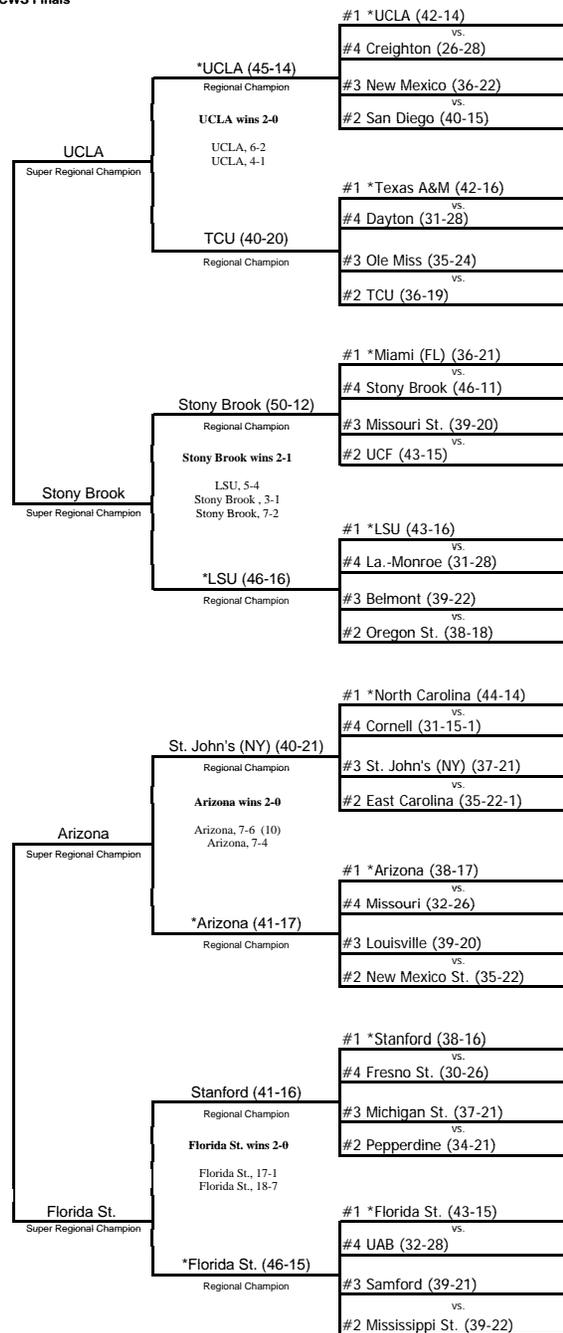 CWS Finals
#1 *UCLA (42-14)
vs.
#4 Creighton (26-28)
*UCLA (45-14)
Regional Champion
#3 New Mexico (36-22)
vs.
UCLA wins 2-0
#2 San Diego (40-15)
UCLA, 6-2
UCLA, 4-1
UCLA
Super Regional Champion
#1 *Texas A&M (42-16)
vs.
#4 Dayton (31-28)
TCU (40-20)
Regional Champion
#3 Ole Miss (35-24)
vs.
#2 TCU (36-19)
#1 *Miami (FL) (36-21)
vs.
#4 Stony Brook (46-11)
Stony Brook (50-12)
Regional Champion
#3 Missouri St. (39-20)
vs.
#2 UCF (43-15)
Stony Brook wins 2-1
LSU, 5-4
Stony Brook , 3-1
Stony Brook, 7-2
Stony Brook
Super Regional Champion
#1 *LSU (43-16)
vs.
#4 La.-Monroe (31-28)
*LSU (46-16)
Regional Champion
#3 Belmont (39-22)
vs.
#2 Oregon St. (38-18)
#1 *North Carolina (44-14)
vs.
#4 Cornell (31-15-1)
St. John's (NY) (40-21)
Regional Champion
#3 St. John's (NY) (37-21)
vs.
#2 East Carolina (35-22-1)
Arizona wins 2-0
Arizona, 7-6 (10)
Arizona, 7-4
Arizona
Super Regional Champion
#1 *Arizona (38-17)
vs.
#4 Missouri (32-26)
*Arizona (41-17)
Regional Champion
#3 Louisville (39-20)
vs.
#2 New Mexico St. (35-22)
#1 *Stanford (38-16)
vs.
#4 Fresno St. (30-26)
Stanford (41-16)
Regional Champion
#3 Michigan St. (37-21)
vs.
#2 Pepperdine (34-21)
Florida St. wins 2-0
Florida St., 17-1
Florida St., 18-7
Florida St.
Super Regional Champion
#1 *Florida St. (43-15)
vs.
#4 UAB (32-28)
*Florida St. (46-15)
Regional Champion
#3 Samford (39-21)
vs.
#2 Mississippi St. (39-22)